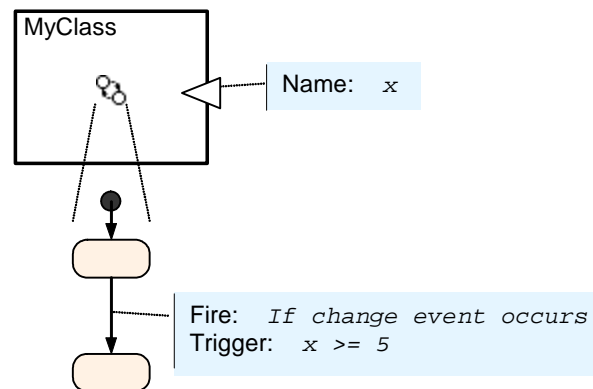 MyClass
Name: x
Fire: If change event occurs
Trigger: x >= 5